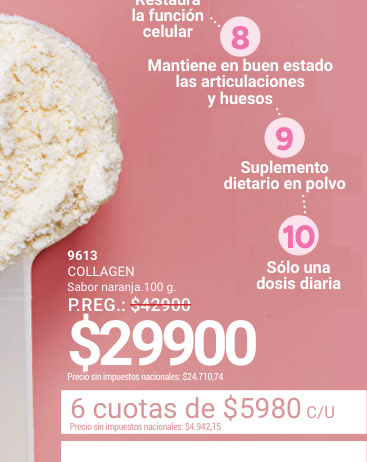 Restaura
la función
celular
8
Mantiene en buen estado
las articulaciones
y huesos
9
Suplemento
dietario en polvo
10
Sólo una
dosis diaria
9613
COLLAGEN
Sabor naranja.100 g.
P.REG.: $42900
$29900
Precio sin impuestos nacionales: $24.710,74
6 cuotas de $5980 C/U
Precio sin impuestos nacionales: $4.942,15